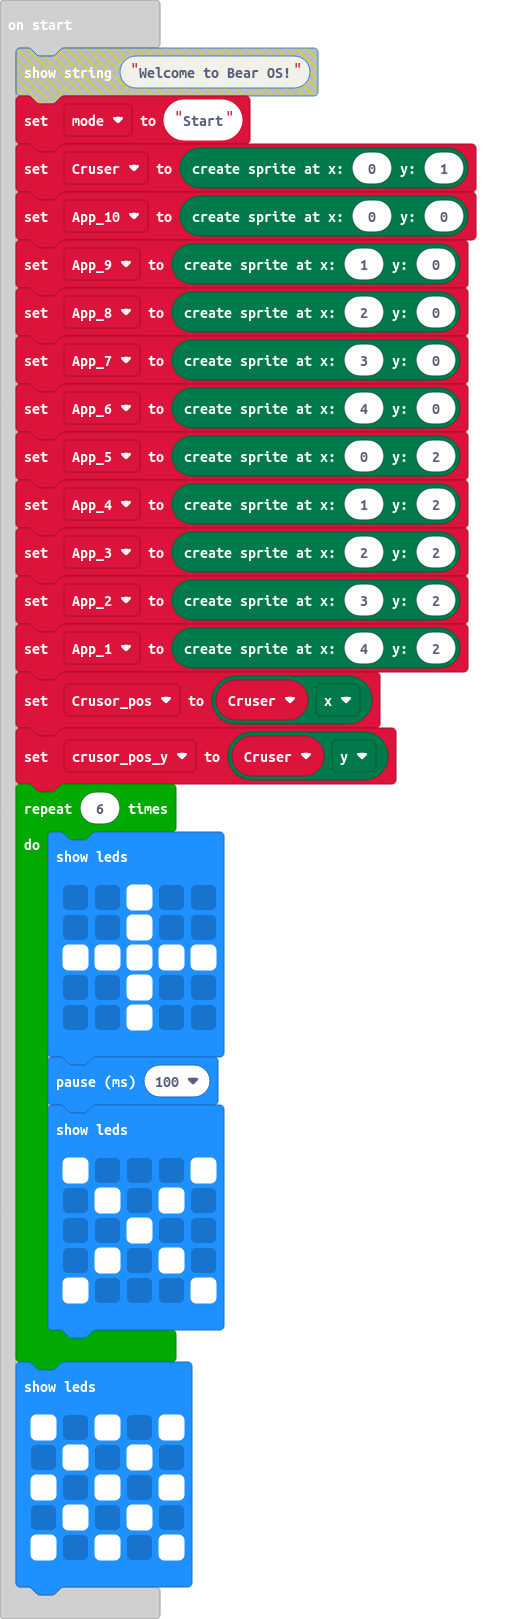 on start
show string "Welcome to Bear OS!"
set mode to "Start"
set Cruser to create sprite at x: 0 y: 1
set App_10 to create sprite at x: 0 y: 0
set App_9 to create sprite at x: 1 y: 0
set App_8 to create sprite at x: 2 y: 0
set App_7 to create sprite at x: 3 y: 0
set App_6 to create sprite at x: 4 y: 0
set App_5 to create sprite at x: 0 y: 2
set App_4 to create sprite at x: 1 y: 2
set App_3 to create sprite at x: 2 y: 2
set App_2 to create sprite at x: 3 y: 2
set App_1 to create sprite at x: 4 y: 2
set Crusor_pos to Cruser x
set crusor_pos_y to Cruser y
repeat 6 times
do
show leds
pause (ms) 100
show leds
show leds